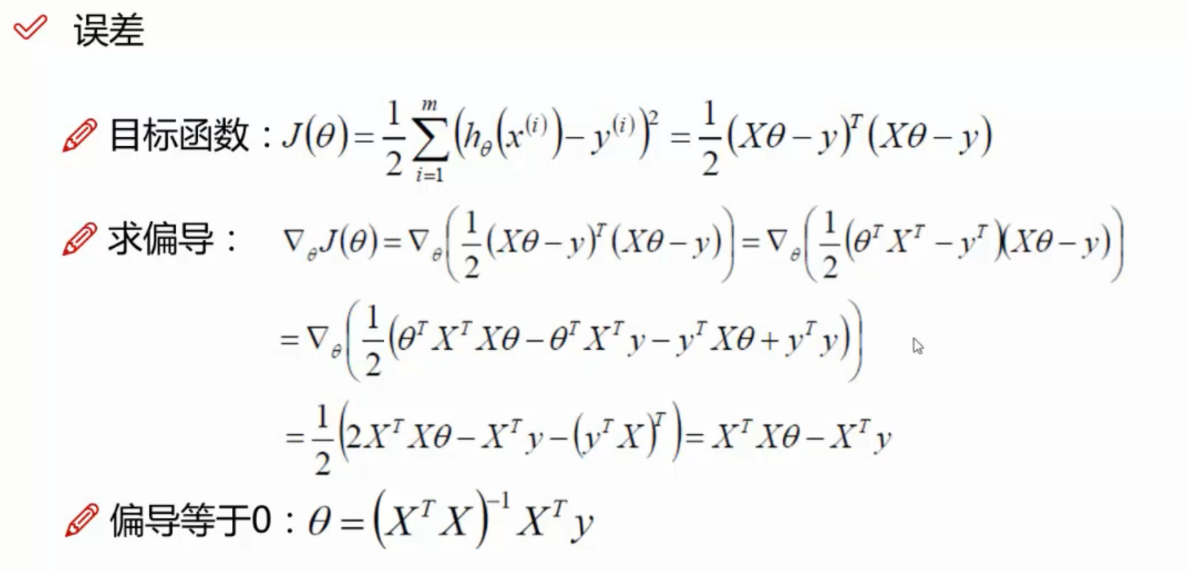 误差
目标函数：J(θ)= 1/2 ∑_{i=1}^{m} (h_θ(x^{(i)})− y^{(i)})^2 = 1/2 (Xθ − y)^T (Xθ − y)
求偏导： ∇_θ J(θ)= ∇_θ (1/2 (Xθ − y)^T (Xθ − y)) = ∇_θ (1/2 (θ^T X^T − y^T)(Xθ − y))
= ∇_θ (1/2 (θ^T X^T Xθ − θ^T X^T y − y^T Xθ + y^T y))
= 1/2 (2X^T Xθ − X^T y − (y^T X)^T) = X^T Xθ − X^T y
偏导等于0：θ = (X^T X)^{−1} X^T y